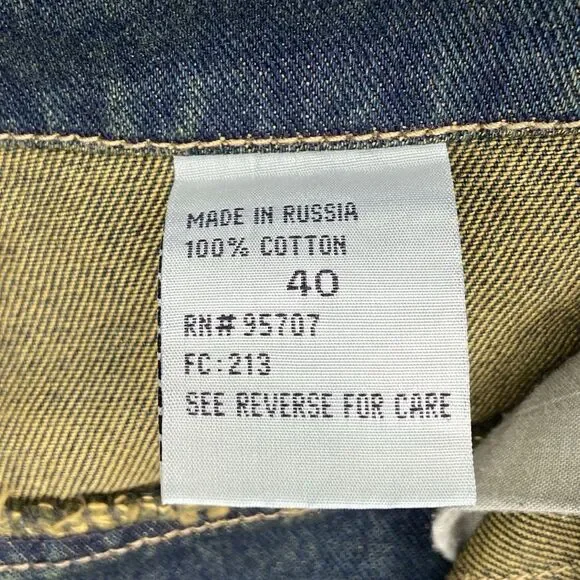 MADE IN RUSSIA
100% COTTON
40
RN# 95707
FC:213
SEE REVERSE FOR CARE